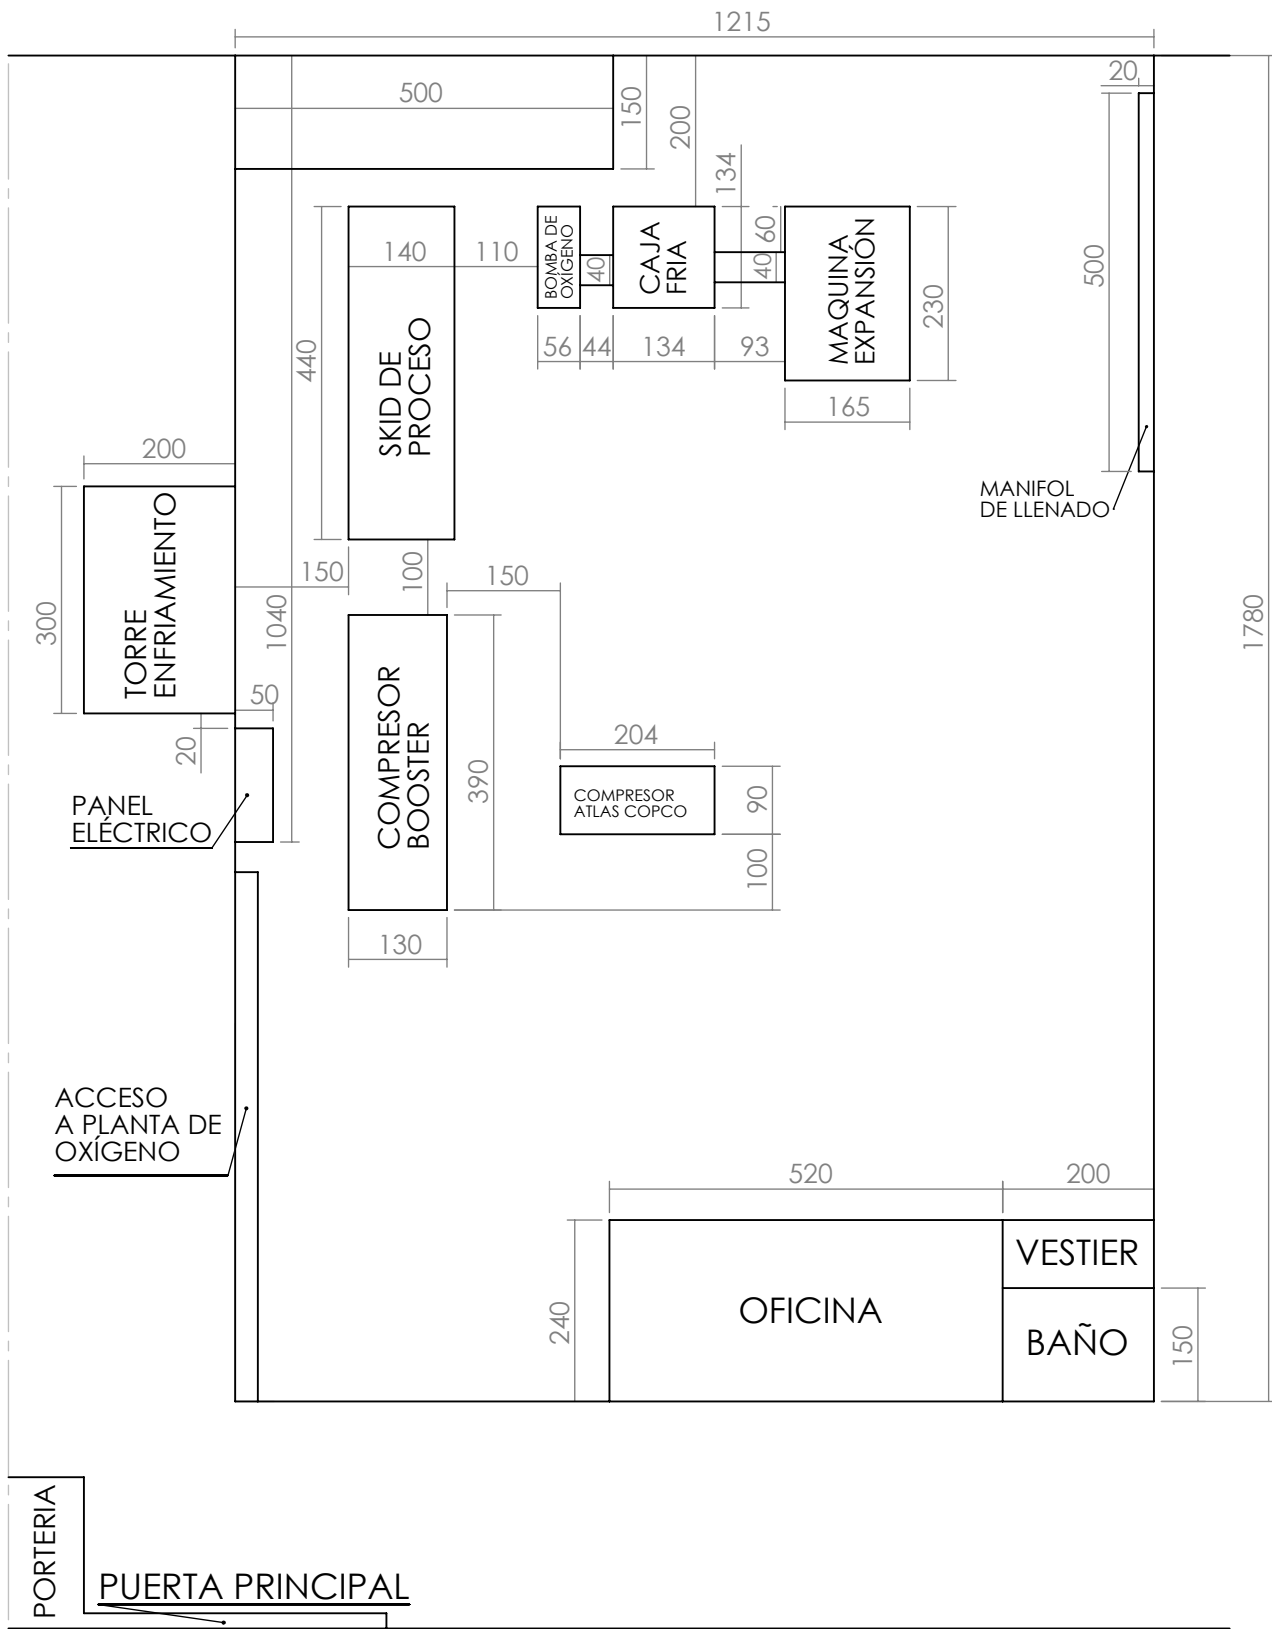 1215
20
500
150
200
134
BOMBA DE
OXÍGENO
CAJA
FRIA
60
MAQUINA
EXPANSIÓN
140
110
40
40
500
230
440
SKID DE
PROCESO
56
44
134
93
165
200
MANIFOL
DE LLENADO
TORRE
ENFRIAMIENTO
300
150
100
150
1040
1780
50
COMPRESOR
BOOSTER
20
204
390
COMPRESOR
ATLAS COPCO
90
PANEL
ELÉCTRICO
100
130
ACCESO
A PLANTA DE
OXÍGENO
520
200
VESTIER
240
OFICINA
BAÑO
150
PORTERIA
PUERTA PRINCIPAL